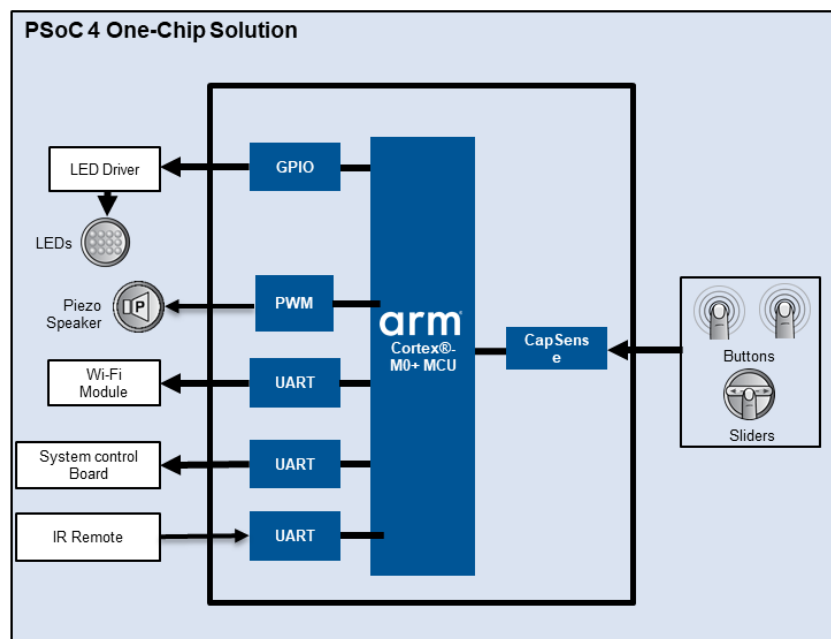 PSoC 4 One-Chip Solution
LED Driver
GPIO
LEDs
Piezo
Speaker
P
PWM
arm®
Cortex®-
M0+ MCU
CapSens
e
Buttons
Sliders
Wi-Fi
Module
UART
System control
Board
UART
IR Remote
UART